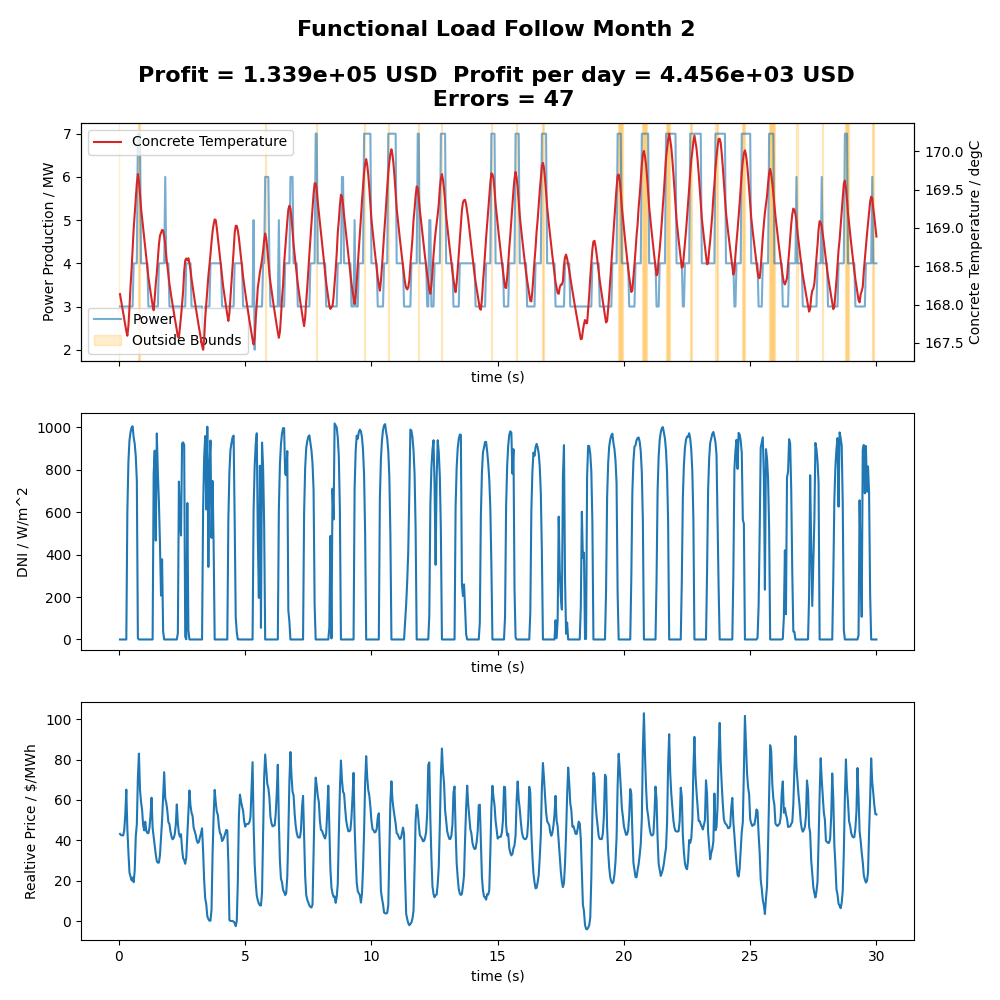 Functional Load Follow Month 2
Profit = 1.339e+05 USD  Profit per day = 4.456e+03 USD
Errors = 47
Power Production / MW
7
6
5
4
3
2
Concrete Temperature
Power
Outside Bounds
170.0
169.5
169.0
168.5
168.0
167.5
Concrete Temperature / degC
time (s)
DNI / W/m^2
1000
800
600
400
200
0
time (s)
Realtive Price / $/MWh
100
80
60
40
20
0
0 5 10 15 20 25 30
time (s)